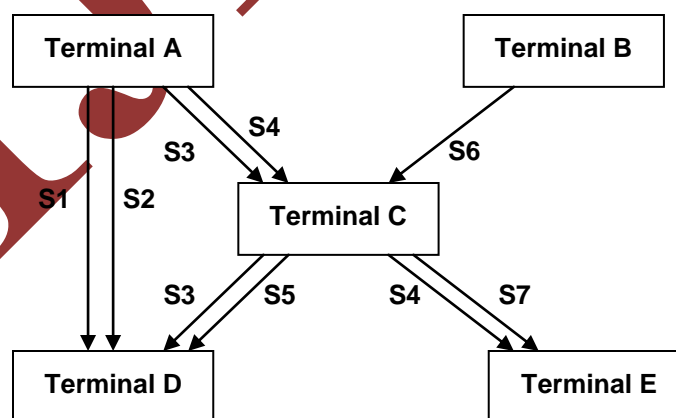 Terminal A
Terminal B
S4
S3
S6
S1
S2
Terminal C
S3
S5
S4
S7
Terminal D
Terminal E